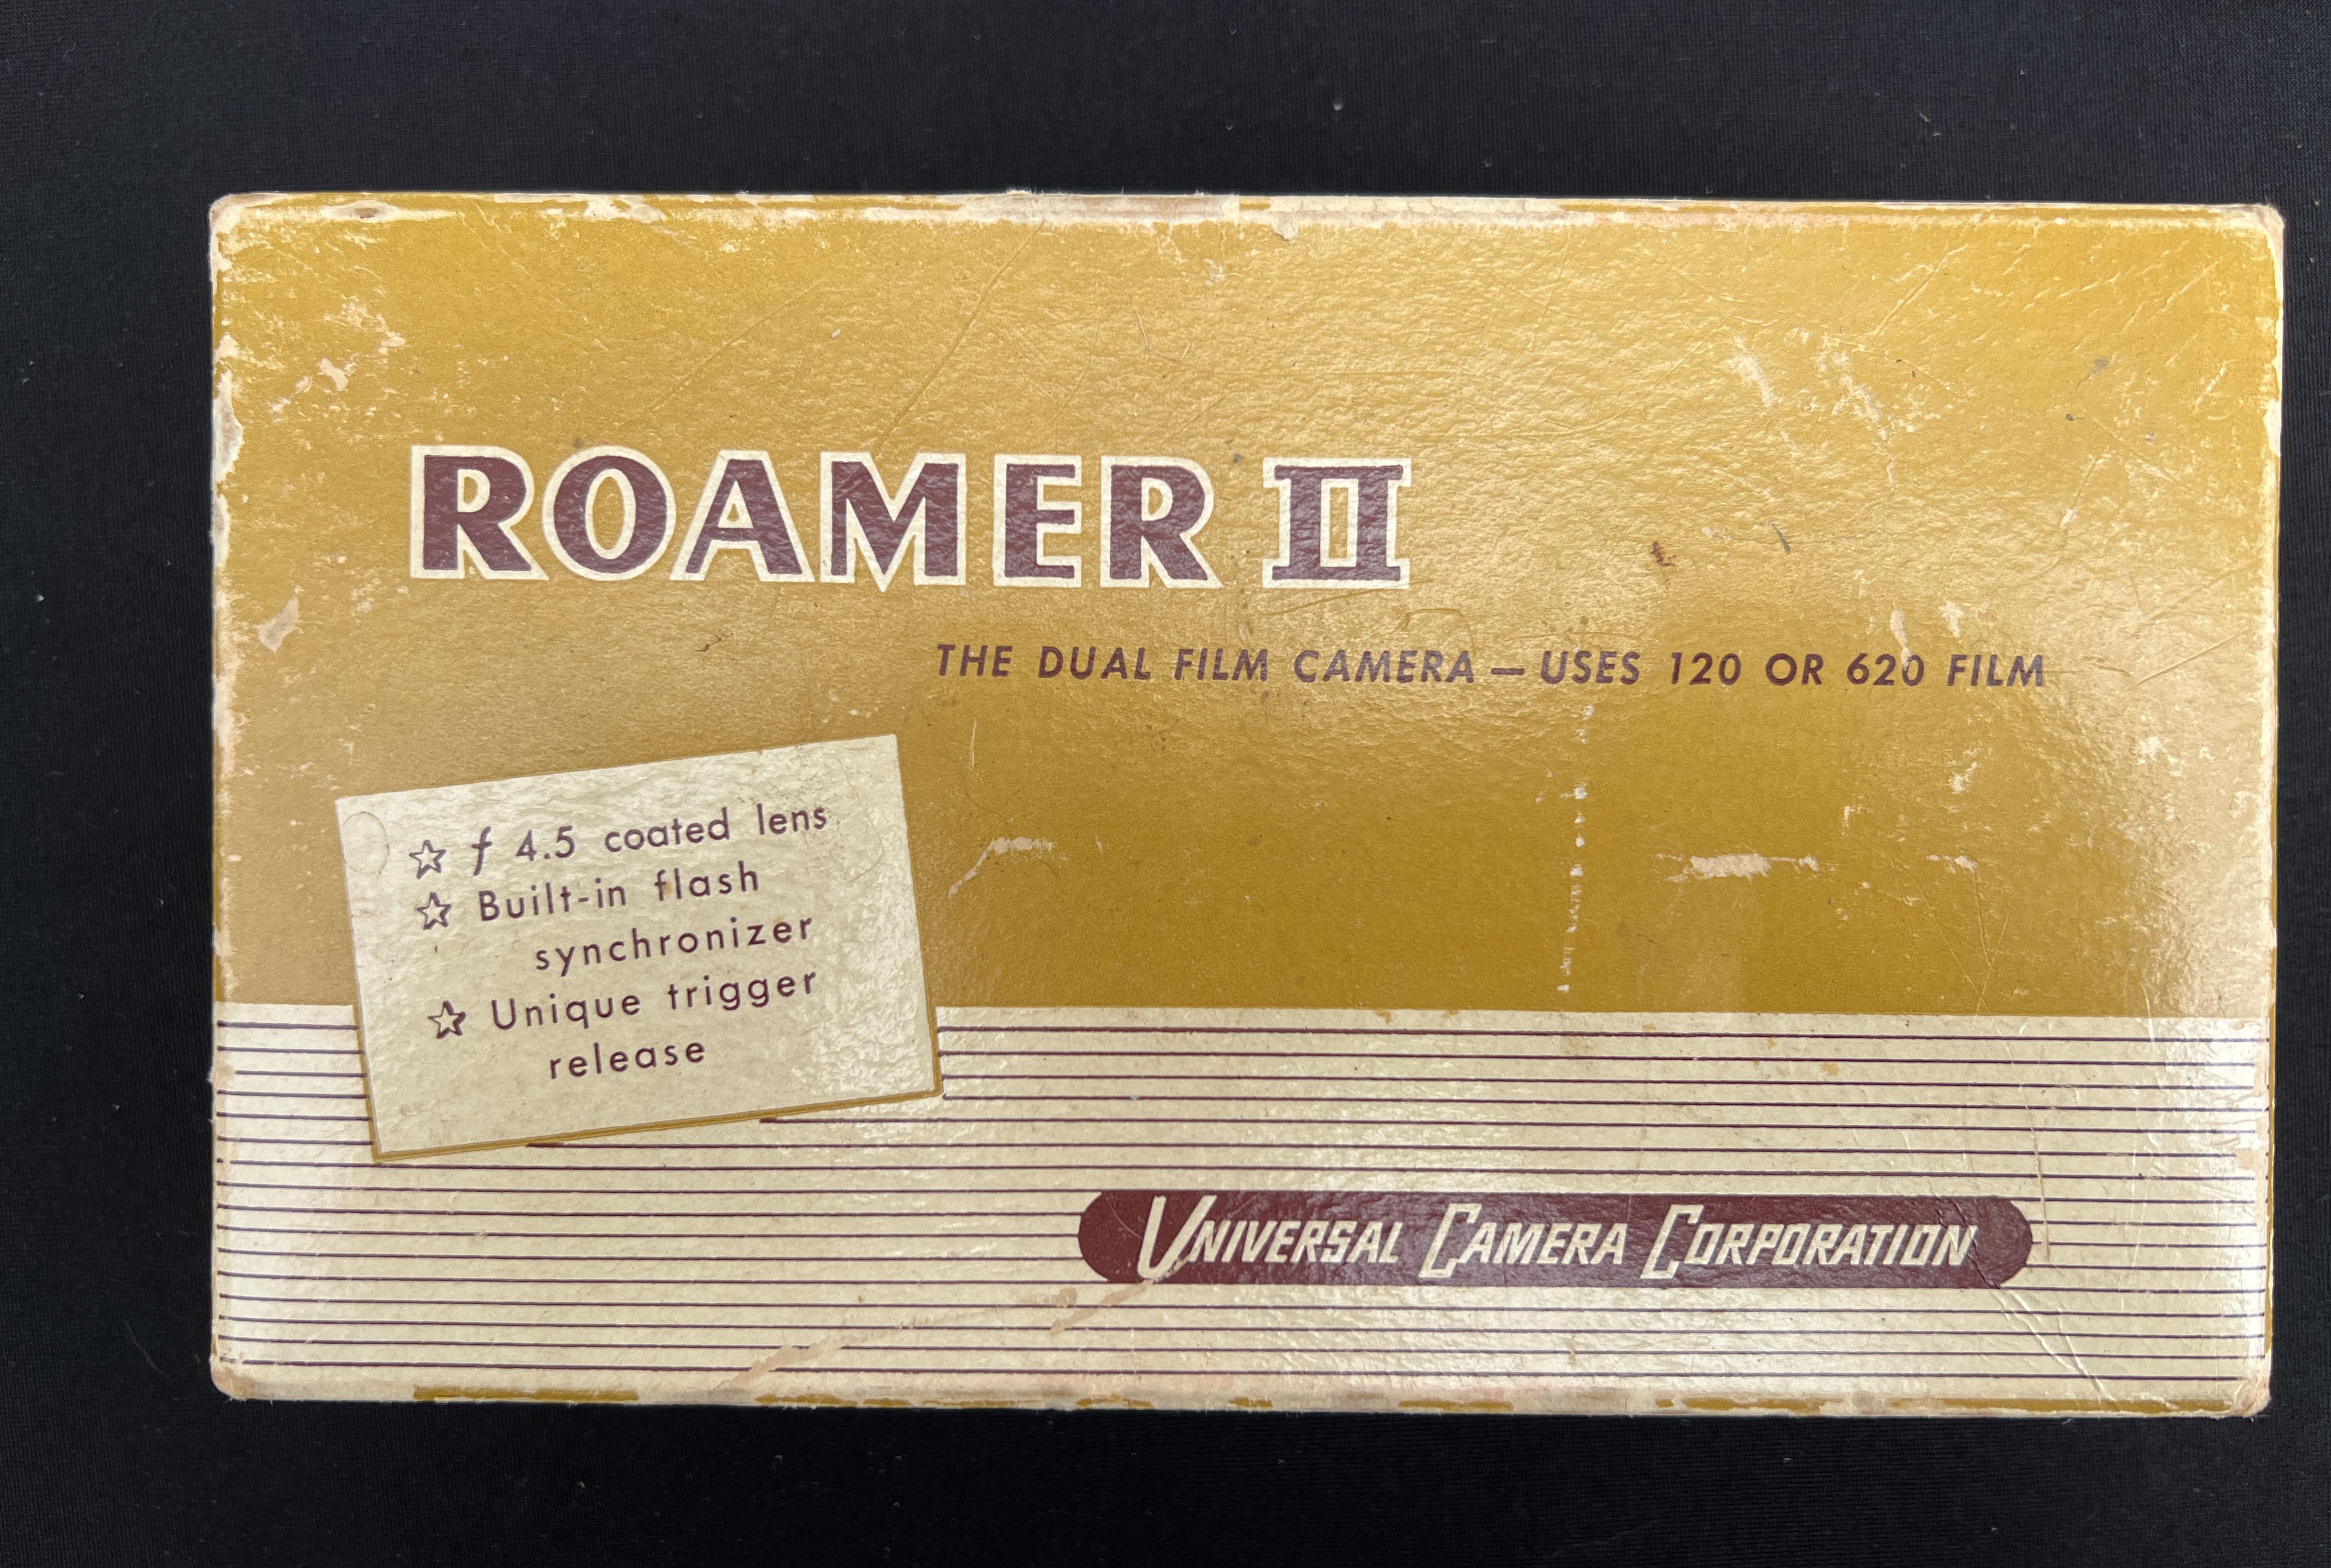 ROAMER II
THE DUAL FILM CAMERA — USES 120 OR 620 FILM
☆ f 4.5 coated lens
☆ Built-in flash
synchronizer
☆ Unique trigger
release
UNIVERSAL CAMERA CORPORATION